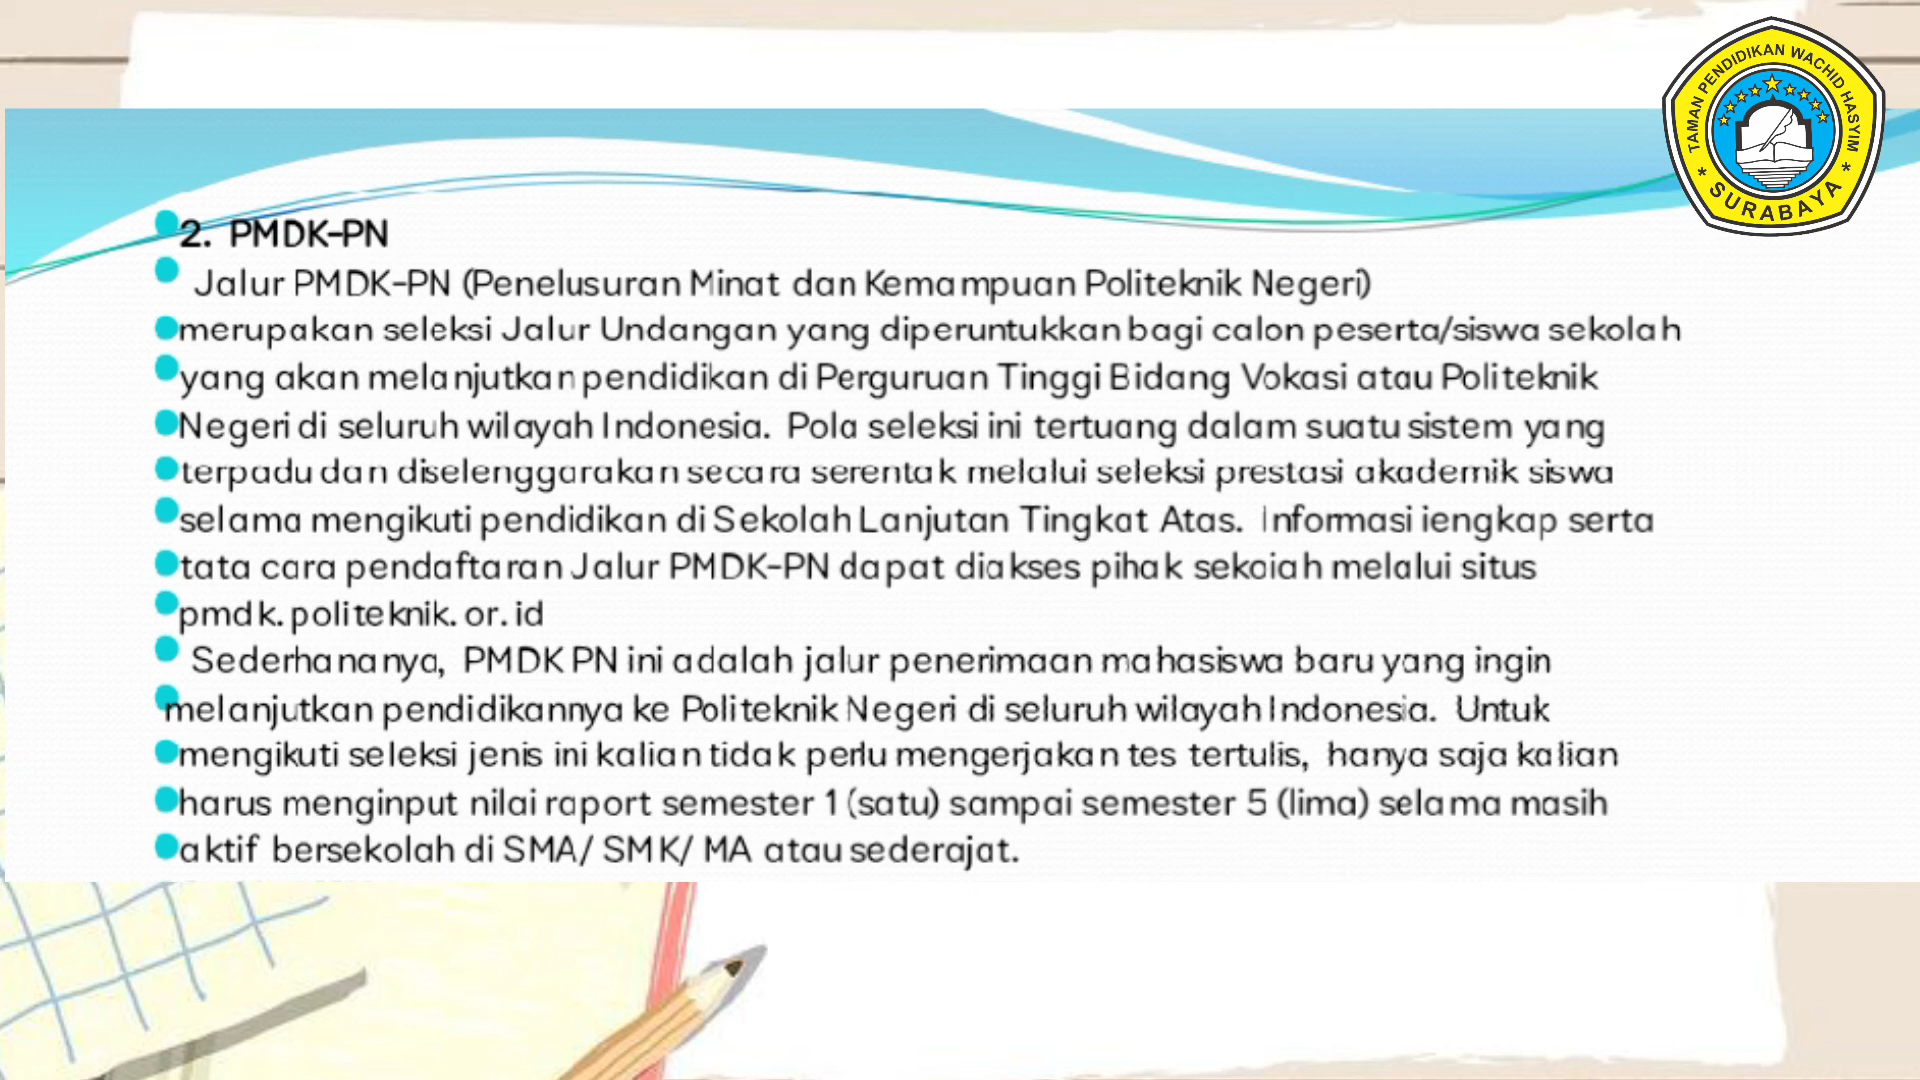 TAMAN PENDIDIKAN WACHID HASYIM
* SURABAYA *
2. PMDK-PN
Jalur PMDK-PN (Penelusuran Minat dan Kemampuan Politeknik Negeri)
merupakan seleksi Jalur Undangan yang diperuntukkan bagi calon peserta/siswa sekolah
yang akan melanjutkan pendidikan di Perguruan Tinggi Bidang Vokasi atau Politeknik
Negeri di seluruh wilayah Indonesia. Pola seleksi ini tertuang dalam suatu sistem yang
terpadu dan diselenggarakan secara serentak melalui seleksi prestasi akademik siswa
selama mengikuti pendidikan di Sekolah Lanjutan Tingkat Atas. Informasi iengkap serta
tata cara pendaftaran Jalur PMDK-PN dapat diakses pihak sekoiah melalui situs
pmdk.politeknik.or.id
Sederhananya, PMDK PN ini adalah jalur penerimaan mahasiswa baru yang ingin
melanjutkan pendidikannya ke Politeknik Negeri di seluruh wilayah Indonesia. Untuk
mengikuti seleksi jenis ini kalian tidak perlu mengerjakan tes tertulis, hanya saja kalian
harus menginput nilai raport semester 1 (satu) sampai semester 5 (lima) selama masih
aktif bersekolah di SMA/ SMK/ MA atau sederajat.